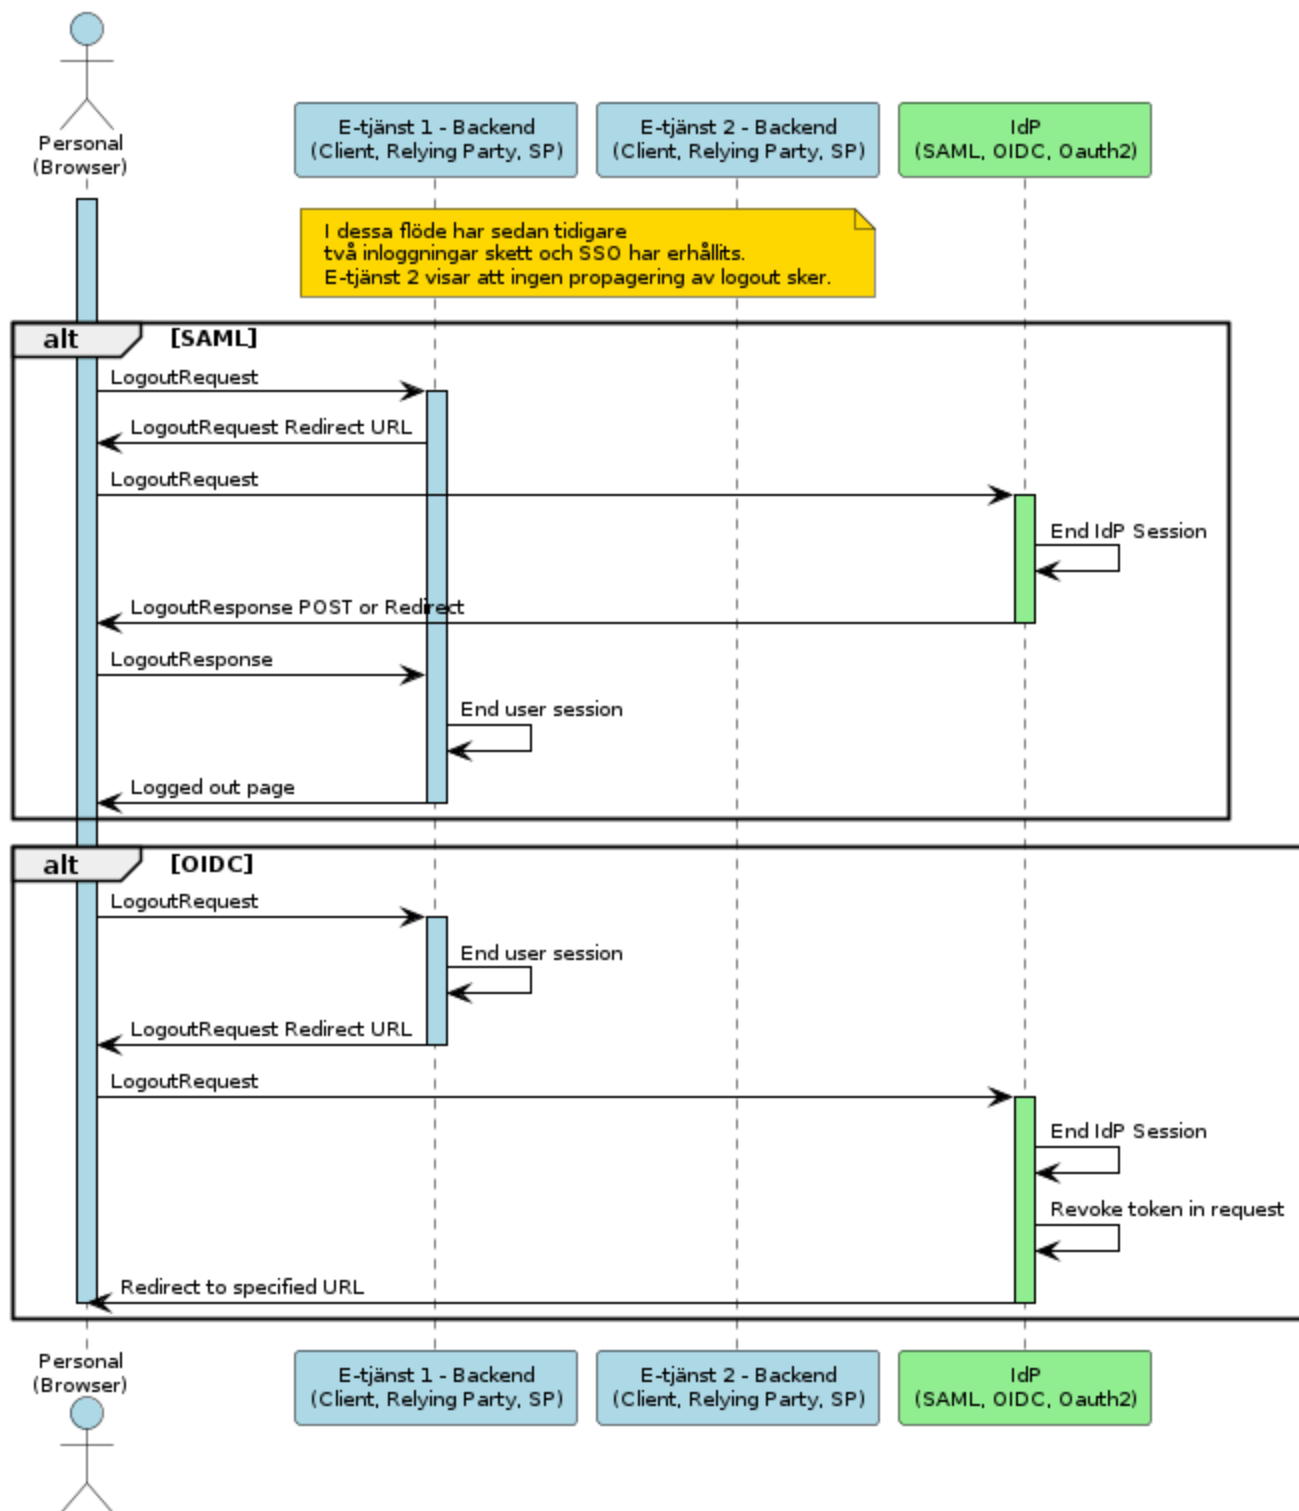 Personal
(Browser)
E-tjänst 1 - Backend
(Client, Relying Party, SP)
E-tjänst 2 - Backend
(Client, Relying Party, SP)
IdP
(SAML, OIDC, Oauth2)
I dessa flöde har sedan tidigare
två inloggningar skett och SSO har erhållits.
E-tjänst 2 visar att ingen propagering av logout sker.
alt [SAML]
LogoutRequest
LogoutRequest Redirect URL
LogoutRequest
End IdP Session
LogoutResponse POST or Redirect
LogoutResponse
End user session
Logged out page
alt [OIDC]
LogoutRequest
End user session
LogoutRequest Redirect URL
LogoutRequest
End IdP Session
Revoke token in request
Redirect to specified URL
Personal
(Browser)
E-tjänst 1 - Backend
(Client, Relying Party, SP)
E-tjänst 2 - Backend
(Client, Relying Party, SP)
IdP
(SAML, OIDC, Oauth2)